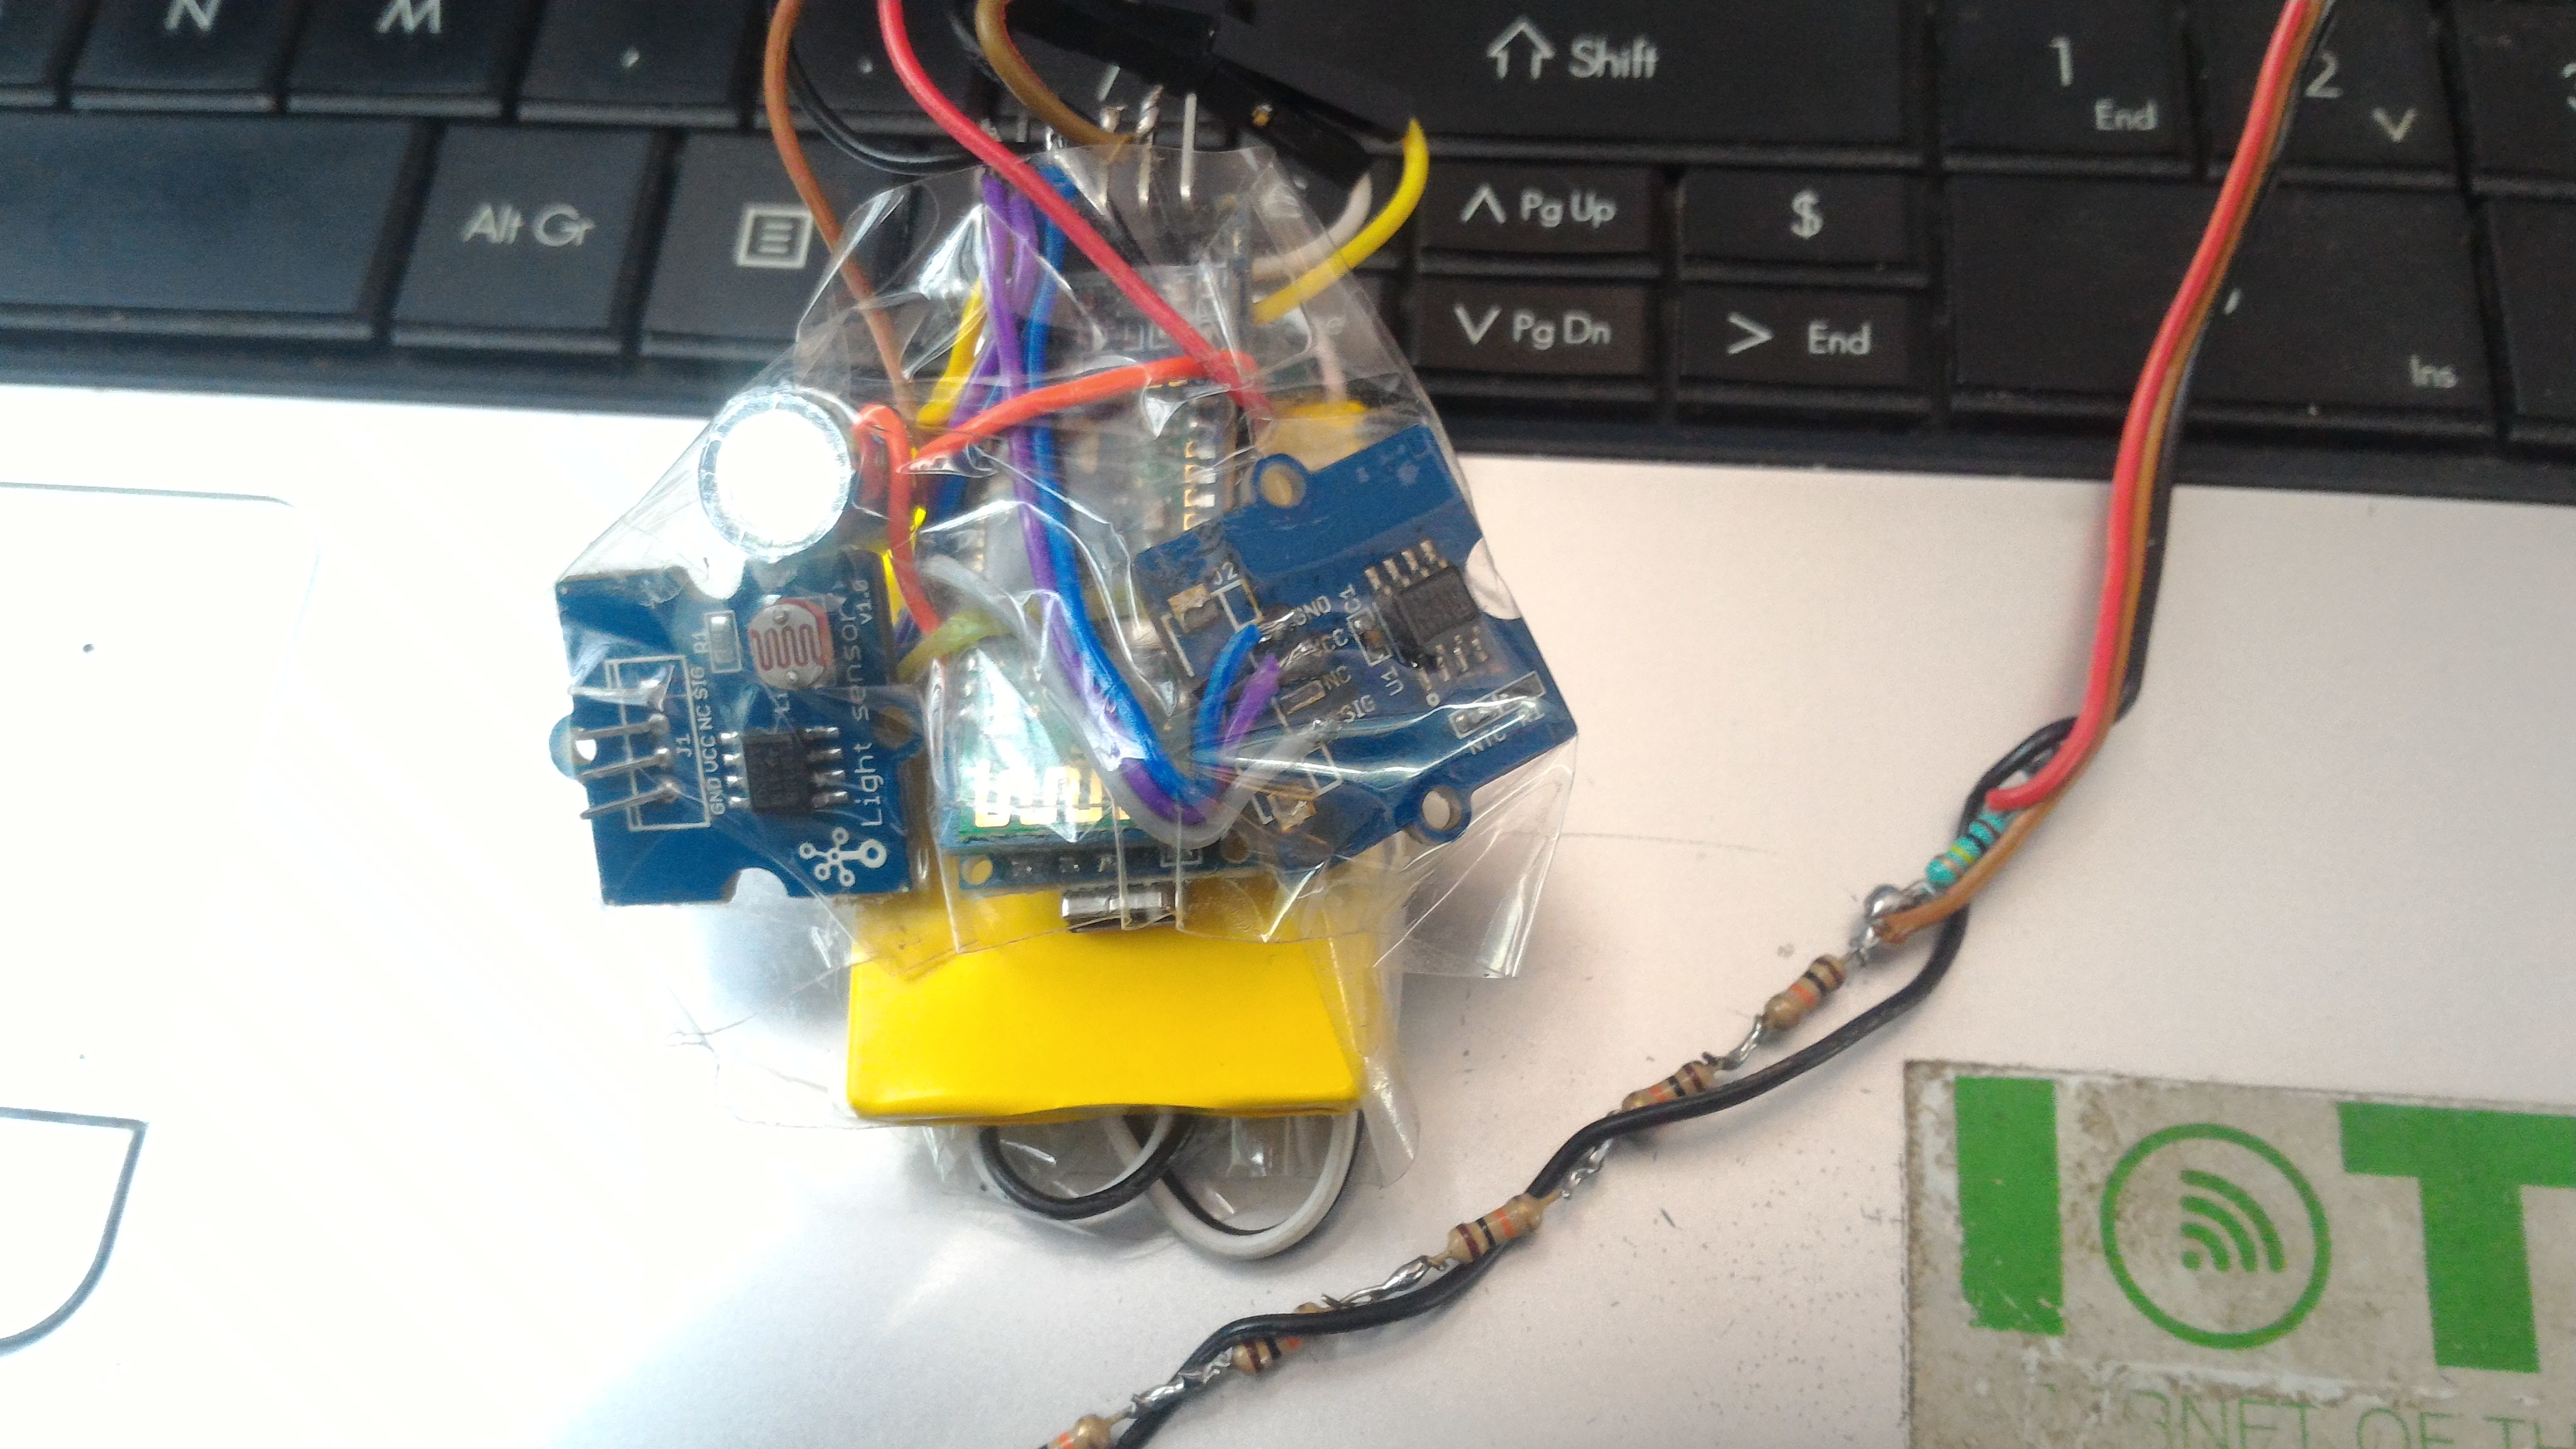 N
M
,
.
/
Shift
1
End
2
Alt Gr
Pg Up
$
Pg Dn
> End
Ins
J2
GND
VCC
NC
SIG
C1
U1
NTC
R1
Light sensor
v1.0
J1
GND VCC NC SIG
IOT